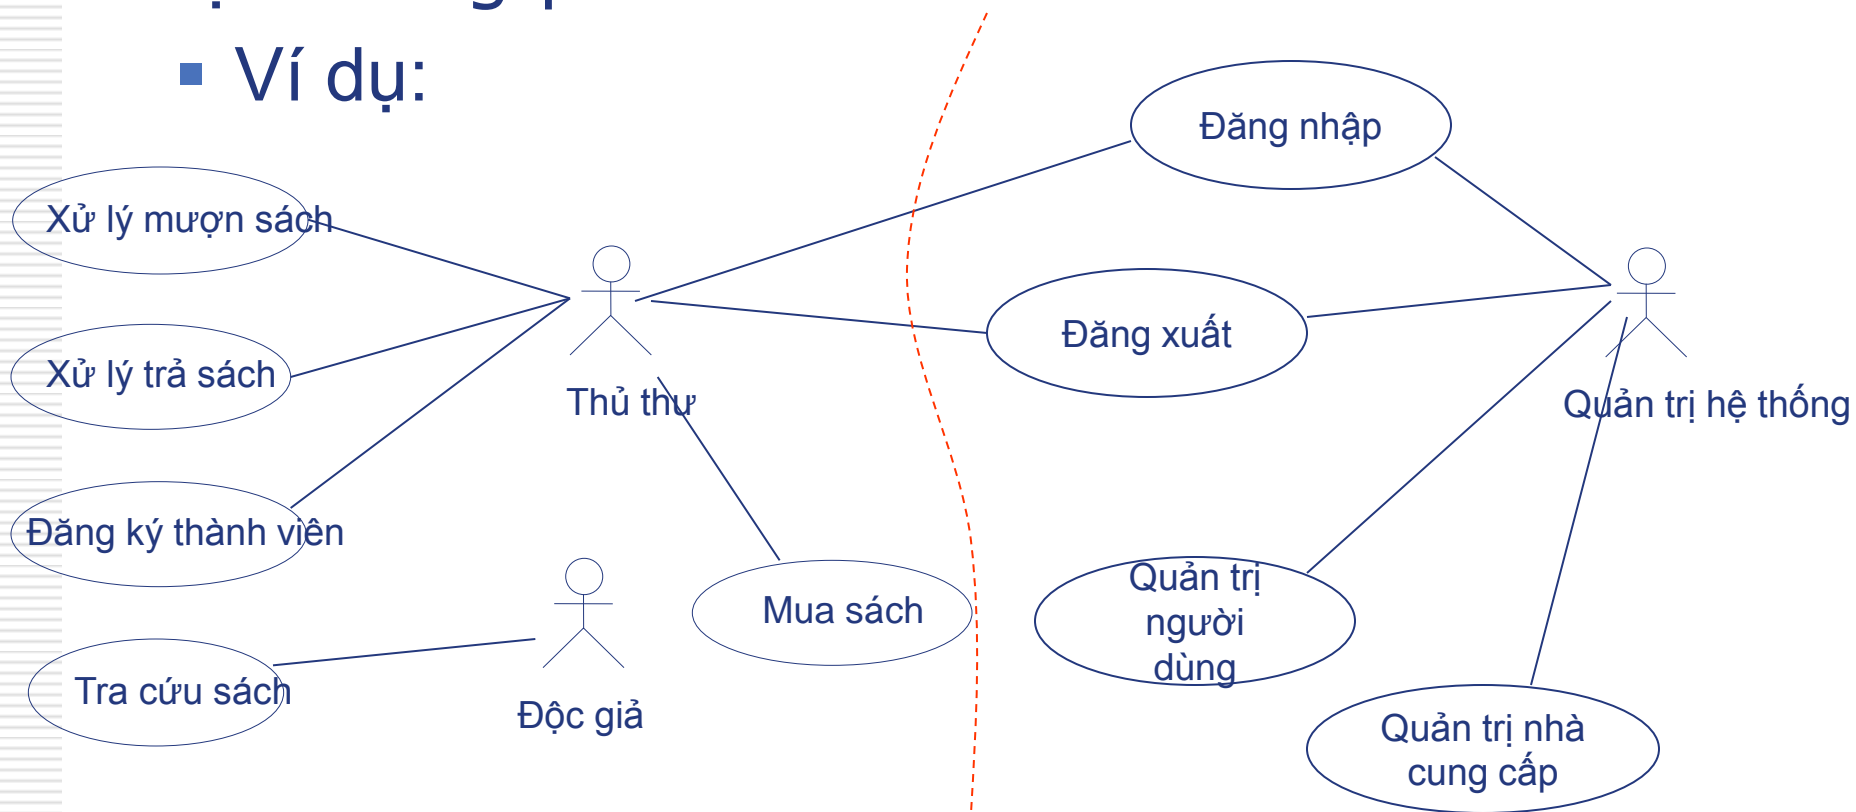 Ví dụ:
Đăng nhập
Xử lý mượn sách
Đăng xuất
Xử lý trả sách
Thủ thư
Quản trị hệ thống
Đăng ký thành viên
Mua sách
Quản trị
người
dùng
Tra cứu sách
Độc giả
Quản trị nhà
cung cấp